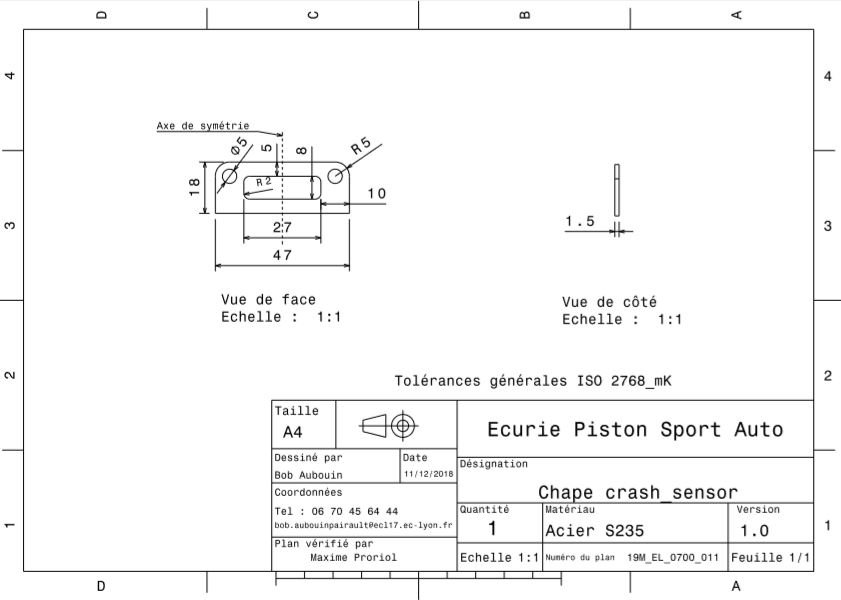 D
C
B
A
4
4
Axe de symétrie
Ø5
5
8
R5
R2
18
10
27
47
3
3
1.5
Vue de face
Echelle : 1:1
Vue de côté
Echelle : 1:1
2
2
Tolérances générales ISO 2768_mK
Taille
A4
Ecurie Piston Sport Auto
Dessiné par
Bob Aubouin
Date
11/12/2018
Désignation
Chape crash_sensor
Coordonnées
Tel : 06 70 45 64 44
bob.aubouinpairault@ecl17.ec-lyon.fr
Quantité
1
Matériau
Acier S235
Version
1.0
1
1
Plan vérifié par
Maxime Proriol
Echelle 1:1
Numéro du plan 19M_EL_0700_011
Feuille 1/1
D
A